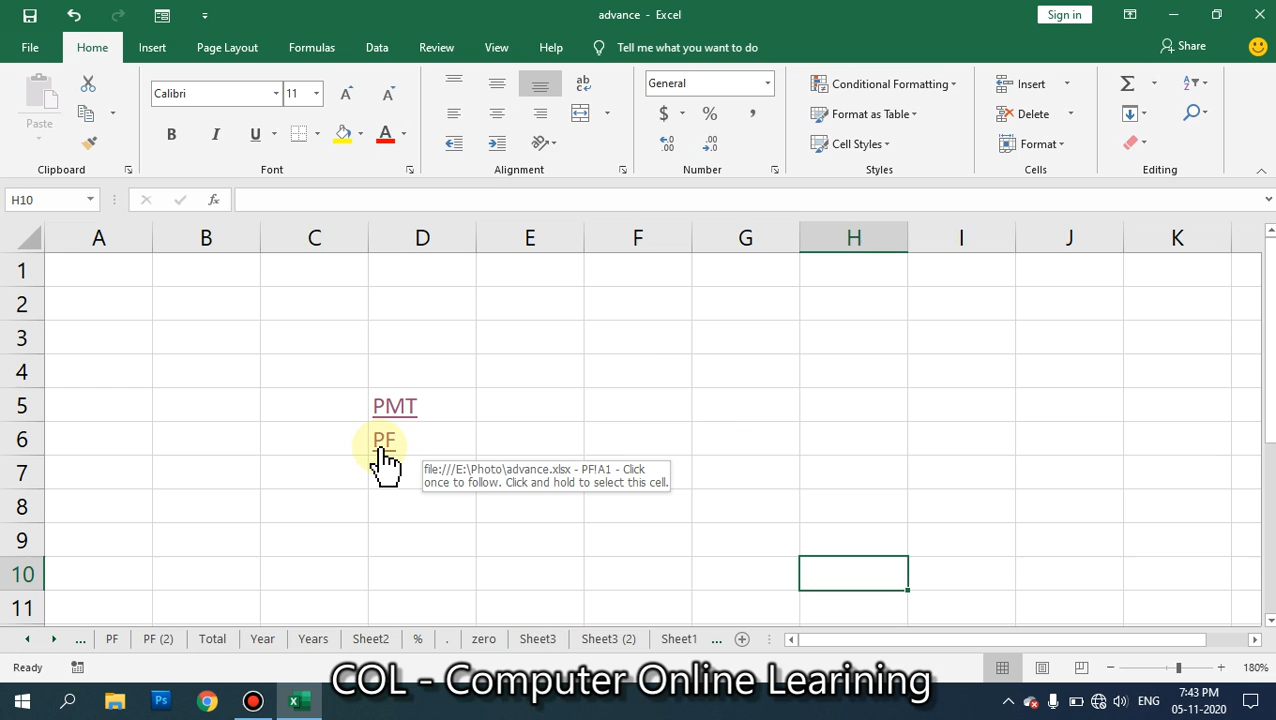 advance - Excel
Sign in
File
Home
Insert
Page Layout
Formulas
Data
Review
View
Help
Tell me what you want to do
Share
Paste
Calibri
11
B
I
U
A
A
A
ab
General
$
%
Conditional Formatting
Format as Table
Cell Styles
Insert
Delete
Format
Clipboard
Font
Alignment
Number
Styles
Cells
Editing
H10
fx
A B C D E F G H I J K
1
2
3
4
5 PMT
6 PF
7
file:///E:\Photo\advance.xlsx - PF!A1 - Click
once to follow. Click and hold to select this cell.
8
9
10
11
... PF PF (2) Total Year Years Sheet2 % . zero Sheet3 Sheet3 (2) Sheet1 ...
Ready
180%
COL - Computer Online Learining
ENG
7:43 PM
05-11-2020